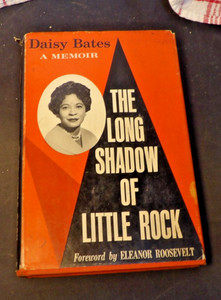 Daisy Bates
A MEMOIR
THE
LONG
SHADOW
OF
LITTLE ROCK
Foreword by ELEANOR ROOSEVELT